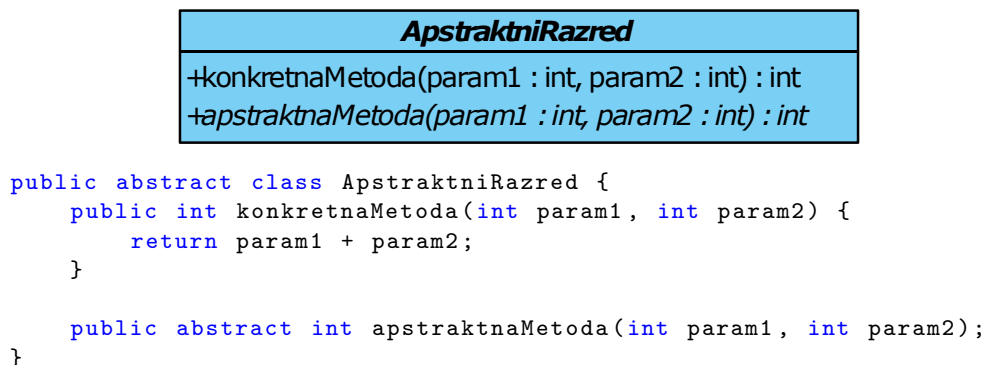 ApstraktniRazred
+konkretnaMetoda(param1 : int, param2 : int) : int
+apstraktnaMetoda(param1 : int, param2 : int) : int
public abstract class ApstraktniRazred {
    public int konkretnaMetoda(int param1, int param2) {
        return param1 + param2;
    }
    public abstract int apstraktnaMetoda(int param1, int param2);
}